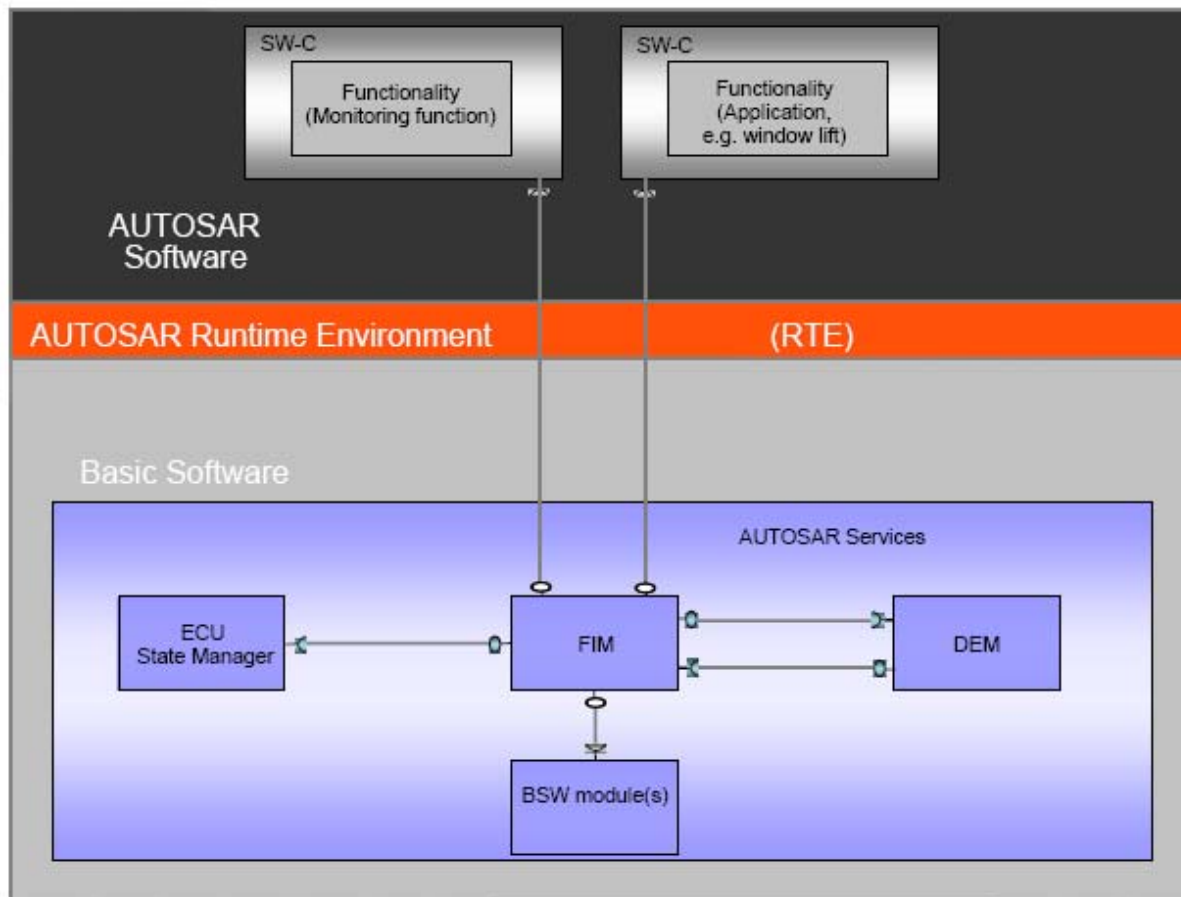 SW-C
Functionality
(Monitoring function)
SW-C
Functionality
(Application,
e.g. window lift)
AUTOSAR
Software
AUTOSAR Runtime Environment (RTE)
Basic Software
AUTOSAR Services
ECU
State Manager
FIM
DEM
BSW module(s)